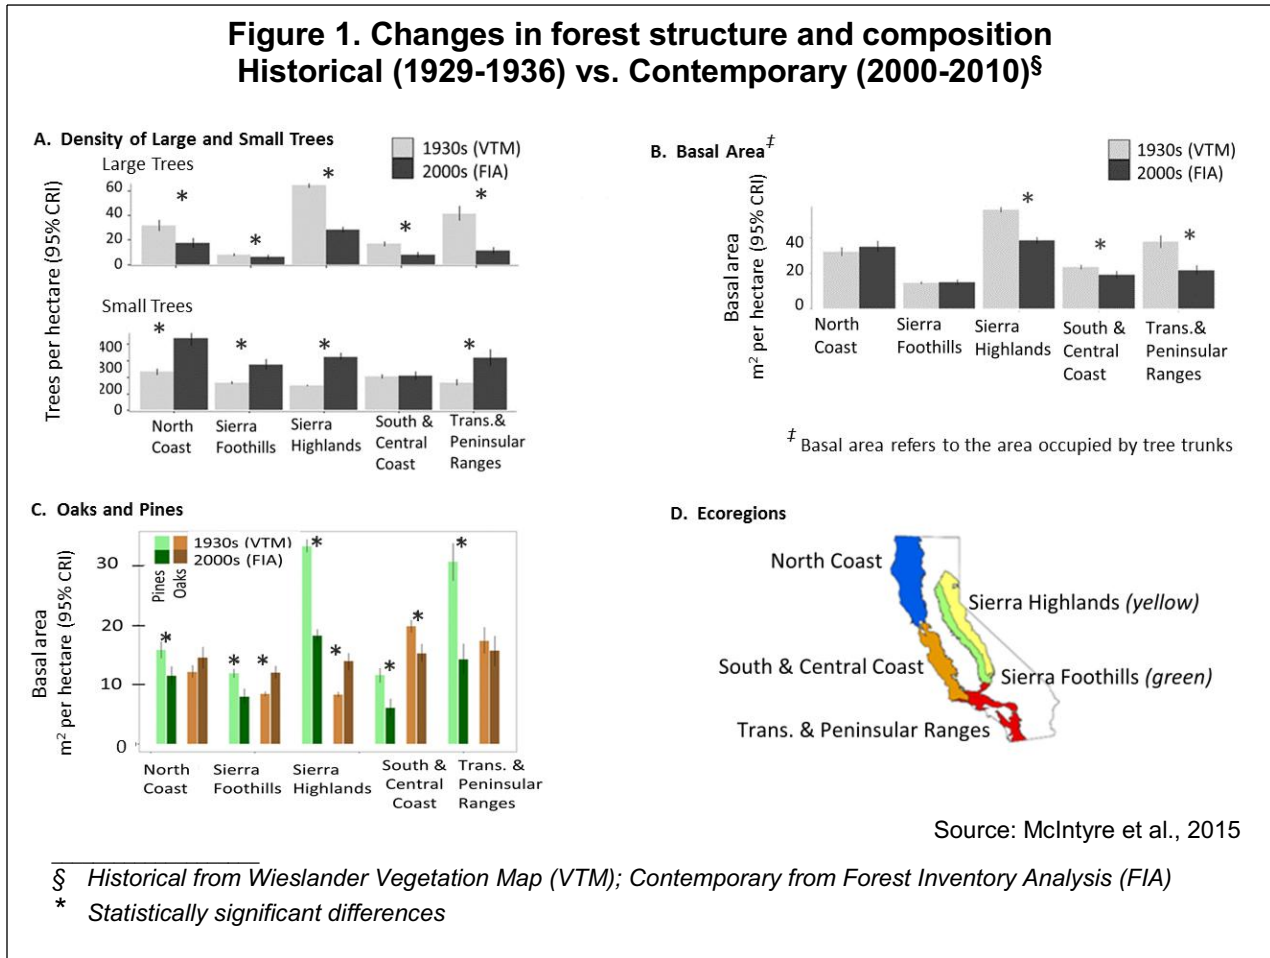 Figure 1. Changes in forest structure and composition
Historical (1929-1936) vs. Contemporary (2000-2010)§
A. Density of Large and Small Trees
1930s (VTM)
2000s (FIA)
Large Trees
60
40
20
0
Small Trees
400
300
200
0
Trees per hectare (95% CRI)
North
Coast
Sierra
Foothills
Sierra
Highlands
South &
Central
Coast
Trans.&
Peninsular
Ranges
B. Basal Area‡
1930s (VTM)
2000s (FIA)
Basal area
m² per hectare (95% CRI)
40
20
0
North
Coast
Sierra
Foothills
Sierra
Highlands
South &
Central
Coast
Trans.&
Peninsular
Ranges
‡ Basal area refers to the area occupied by tree trunks
C. Oaks and Pines
1930s (VTM)
2000s (FIA)
Pines
Oaks
Basal area
m² per hectare (95% CRI)
30
20
10
0
North
Coast
Sierra
Foothills
Sierra
Highlands
South &
Central
Coast
Trans. &
Peninsular
Ranges
D. Ecoregions
North Coast
Sierra Highlands (yellow)
South & Central Coast
Sierra Foothills (green)
Trans. & Peninsular Ranges
Source: McIntyre et al., 2015
§ Historical from Wieslander Vegetation Map (VTM); Contemporary from Forest Inventory Analysis (FIA)
* Statistically significant differences